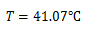 T = 41.07℃